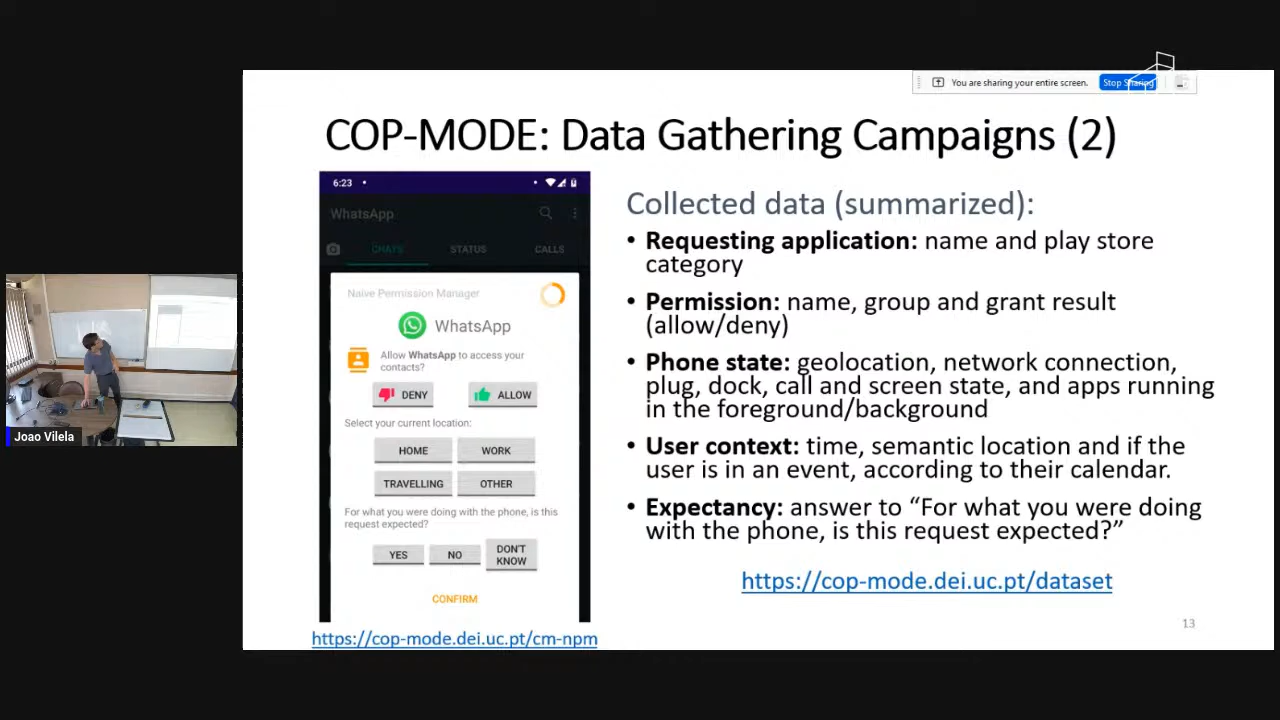 You are sharing your entire screen.
Stop Sharing
COP-MODE: Data Gathering Campaigns (2)
6:23
WhatsApp
CHATS
STATUS
CALLS
Naive Permission Manager
WhatsApp
Allow WhatsApp to access your
contacts?
DENY
ALLOW
Select your current location:
HOME
WORK
TRAVELLING
OTHER
For what you were doing with the phone, is this
request expected?
YES
NO
DON'T
KNOW
CONFIRM
https://cop-mode.dei.uc.pt/cm-npm
Collected data (summarized):
• Requesting application: name and play store
category
• Permission: name, group and grant result
(allow/deny)
• Phone state: geolocation, network connection,
plug, dock, call and screen state, and apps running
in the foreground/background
• User context: time, semantic location and if the
user is in an event, according to their calendar.
• Expectancy: answer to “For what you were doing
with the phone, is this request expected?”
https://cop-mode.dei.uc.pt/dataset
13
Joao Vilela